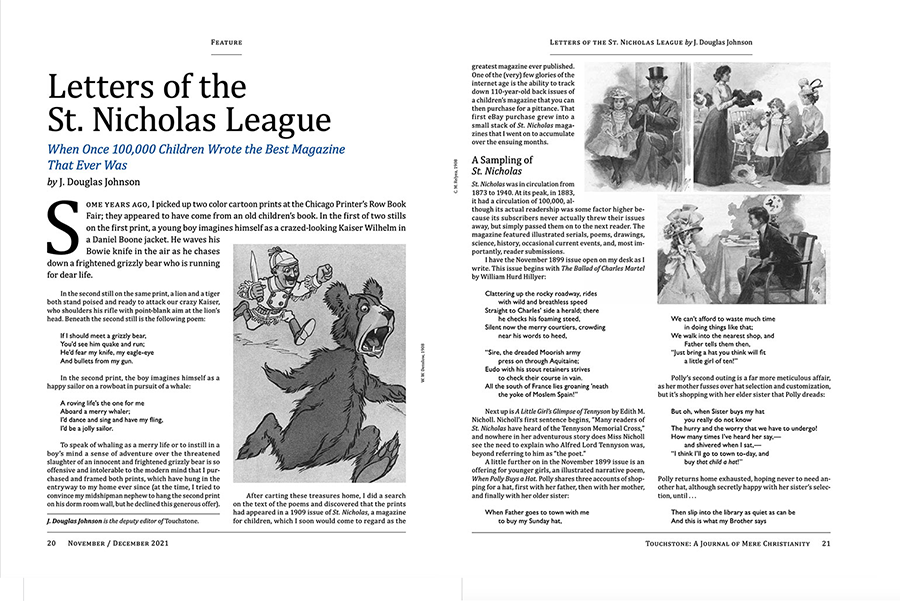 FEATURE
Letters of the
St. Nicholas League
When Once 100,000 Children Wrote the Best Magazine
That Ever Was
by J. Douglas Johnson
SOME YEARS AGO, I picked up two color cartoon prints at the Chicago Printer's Row Book
Fair; they appeared to have come from an old children's book. In the first of two stills
on the first print, a young boy imagines himself as a crazed-looking Kaiser Wilhelm in
a Daniel Boone jacket. He waves his
Bowie knife in the air as he chases
down a frightened grizzly bear who is running
for dear life.
In the second still on the same print, a lion and a tiger
both stand poised and ready to attack our crazy Kaiser,
who shoulders his rifle with point-blank aim at the lion's
head. Beneath the second still is the following poem:
If I should meet a grizzly bear,
You'd see him quake and run;
He'd fear my knife, my eagle-eye
And bullets from my gun.
In the second print, the boy imagines himself as a
happy sailor on a rowboat in pursuit of a whale:
A roving life's the one for me
Aboard a merry whaler;
I'd dance and sing and have my fling,
I'd be a jolly sailor.
To speak of whaling as a merry life or to instill in a
boy's mind a sense of adventure over the threatened
slaughter of an innocent and frightened grizzly bear is so
offensive and intolerable to the modern mind that I pur-
chased and framed both prints, which have hung in the
entryway to my home ever since (at the time, I tried to
convince my midshipman nephew to hang the second print
on his dorm room wall, but he declined this generous offer).
J. Douglas Johnson is the deputy editor of Touchstone.
W. W. Denslow, 1908
After carting these treasures home, I did a search
on the text of the poems and discovered that the prints
had appeared in a 1909 issue of St. Nicholas, a magazine
for children, which I soon would come to regard as the
20 NOVEMBER / DECEMBER 2021
LETTERS OF THE ST. NICHOLAS LEAGUE by J. Douglas Johnson
greatest magazine ever published.
One of the (very) few glories of the
internet age is the ability to track
down 110-year-old back issues of
a children's magazine that you can
then purchase for a pittance. That
first eBay purchase grew into a
small stack of St. Nicholas maga-
zines that I went on to accumulate
over the ensuing months.
A Sampling of
St. Nicholas
St. Nicholas was in circulation from
1873 to 1940. At its peak, in 1883,
it had a circulation of 100,000, al-
though its actual readership was some factor higher be-
cause its subscribers never actually threw their issues
away, but simply passed them on to the next reader. The
magazine featured illustrated serials, poems, drawings,
science, history, occasional current events, and, most im-
portantly, reader submissions.
I have the November 1899 issue open on my desk as I
write. This issue begins with The Ballad of Charles Martel
by William Hurd Hillyer:
Clattering up the rocky roadway, rides
with wild and breathless speed
Straight to Charles' side a herald; there
he checks his foaming steed,
Silent now the merry courtiers, crowding
near his words to heed,
"Sire, the dreaded Moorish army
press on through Aquitaine;
Eudo with his stout retainers strives
to check their course in vain.
All the south of France lies groaning 'neath
the yoke of Moslem Spain!"
Next up is A Little Girl's Glimpse of Tennyson by Edith M.
Nicholl. Nicholl's first sentence begins, "Many readers of
St. Nicholas have heard of the Tennyson Memorial Cross,"
and nowhere in her adventurous story does Miss Nicholl
see the need to explain who Alfred Lord Tennyson was,
beyond referring to him as "the poet."
A little further on in the November 1899 issue is an
offering for younger girls, an illustrated narrative poem,
When Polly Buys a Hat. Polly shares three accounts of shop-
ping for a hat, first with her father, then with her mother,
and finally with her older sister:
When Father goes to town with me
to buy my Sunday hat,
We can't afford to waste much time
in doing things like that;
We walk into the nearest shop, and
Father tells them then,
"Just bring a hat you think will fit
a little girl of ten!"
Polly's second outing is a far more meticulous affair,
as her mother fusses over hat selection and customization,
but it's shopping with her elder sister that Polly dreads:
But oh, when Sister buys my hat
you really do not know
The hurry and the worry that we have to undergo!
How many times I've heard her say,—
and shivered when I sat,—
"I think I'll go to town to-day, and
buy that child a hat!"
Polly returns home exhausted, hoping never to need an-
other hat, although secretly happy with her sister's selec-
tion, until . . .
Then slip into the library as quiet as can be
And this is what my Brother says
TOUCHSTONE: A JOURNAL OF MERE CHRISTIANITY 21